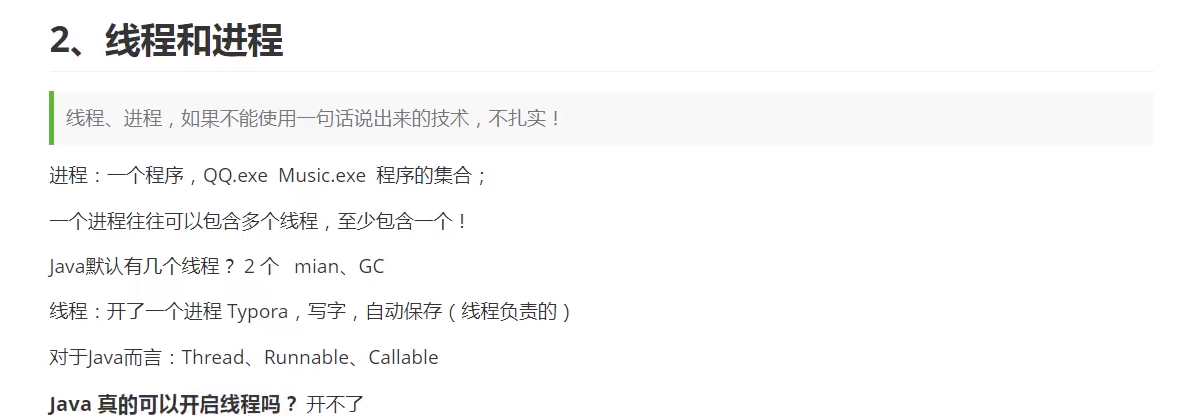 2、线程和进程
线程、进程，如果不能使用一句话说出来的技术，不扎实！
进程：一个程序，QQ.exe Music.exe 程序的集合；
一个进程往往可以包含多个线程，至少包含一个！
Java默认有几个线程？ 2 个 mian、GC
线程：开了一个进程 Typora，写字，自动保存（线程负责的）
对于Java而言：Thread、Runnable、Callable
Java 真的可以开启线程吗？ 开不了